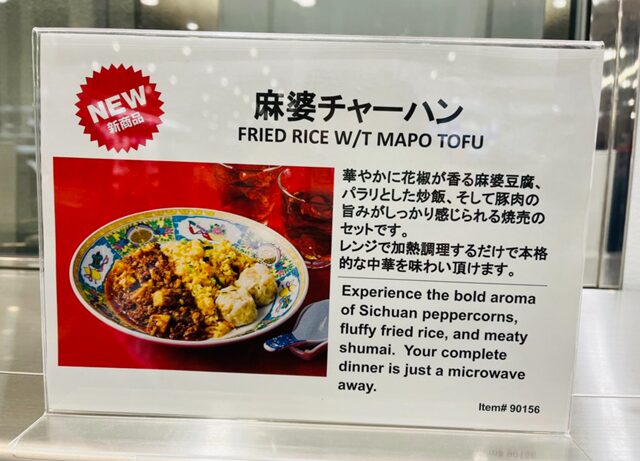 NEW
新商品
麻婆チャーハン
FRIED RICE W/T MAPO TOFU
華やかに花椒が香る麻婆豆腐、
パラリとした炒飯、そして豚肉の
旨みがしっかり感じられる焼売の
セットです。
レンジで加熱調理するだけで本格
的な中華を味わい頂けます。
Experience the bold aroma
of Sichuan peppercorns,
fluffy fried rice, and meaty
shumai. Your complete
dinner is just a microwave
away.
Item# 90156